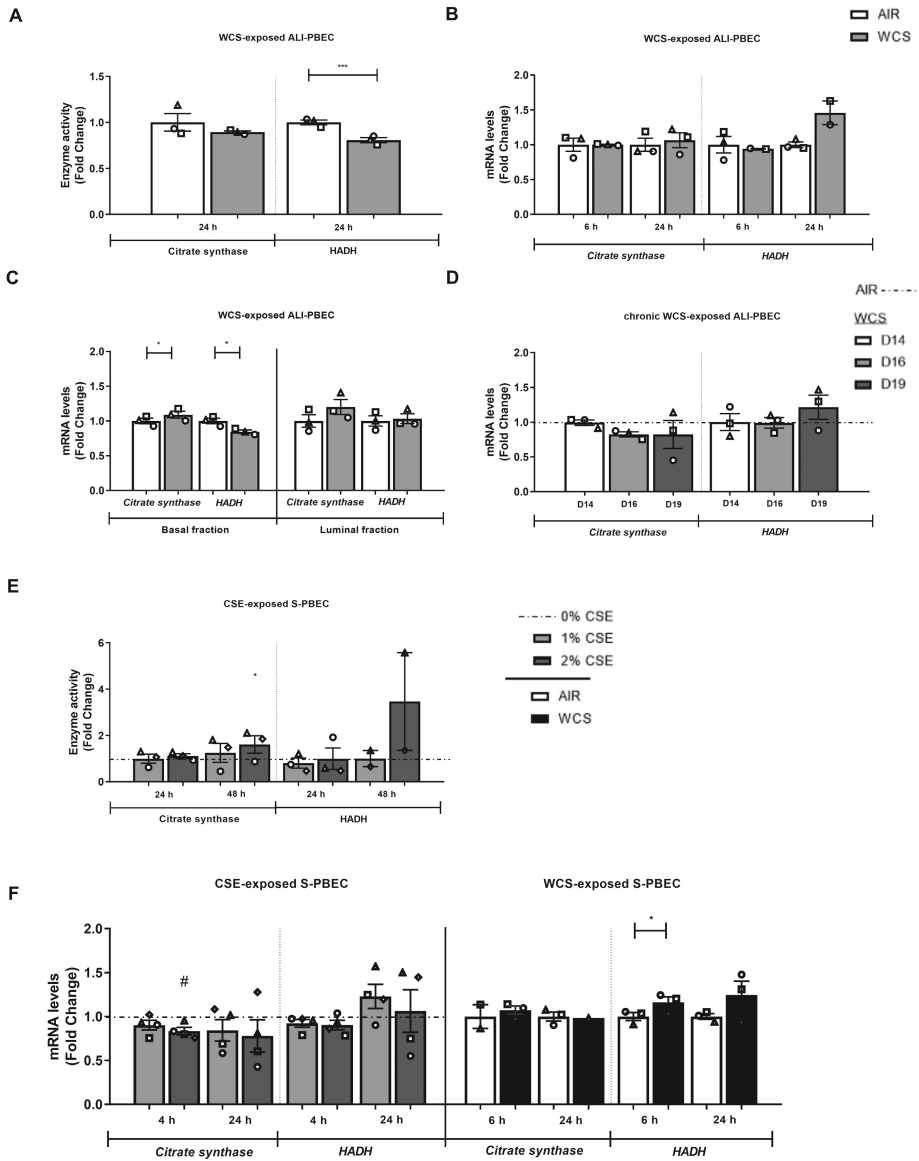 A
WCS-exposed ALI-PBEC
Enzyme activity
(Fold Change)
1.5
1.0
0.5
0.0
***
24 h
24 h
Citrate synthase
HADH
B
WCS-exposed ALI-PBEC
AIR
WCS
mRNA levels
(Fold Change)
2.0
1.5
1.0
0.5
0.0
6 h
24 h
6 h
24 h
Citrate synthase
HADH
C
WCS-exposed ALI-PBEC
mRNA levels
(Fold Change)
2.0
1.5
1.0
0.5
0.0
*
*
Citrate synthase
HADH
Citrate synthase
HADH
Basal fraction
Luminal fraction
D
chronic WCS-exposed ALI-PBEC
AIR
WCS
D14
D16
D19
mRNA levels
(Fold Change)
2.0
1.5
1.0
0.5
0.0
D14
D16
D19
D14
D16
D19
Citrate synthase
HADH
E
CSE-exposed S-PBEC
Enzyme activity
(Fold Change)
6
4
2
0
*
24 h
48 h
24 h
48 h
Citrate synthase
HADH
0% CSE
1% CSE
2% CSE
AIR
WCS
F
CSE-exposed S-PBEC
WCS-exposed S-PBEC
mRNA levels
(Fold Change)
2.0
1.5
1.0
0.5
0.0
#
*
4 h
24 h
4 h
24 h
6 h
24 h
6 h
24 h
Citrate synthase
HADH
Citrate synthase
HADH